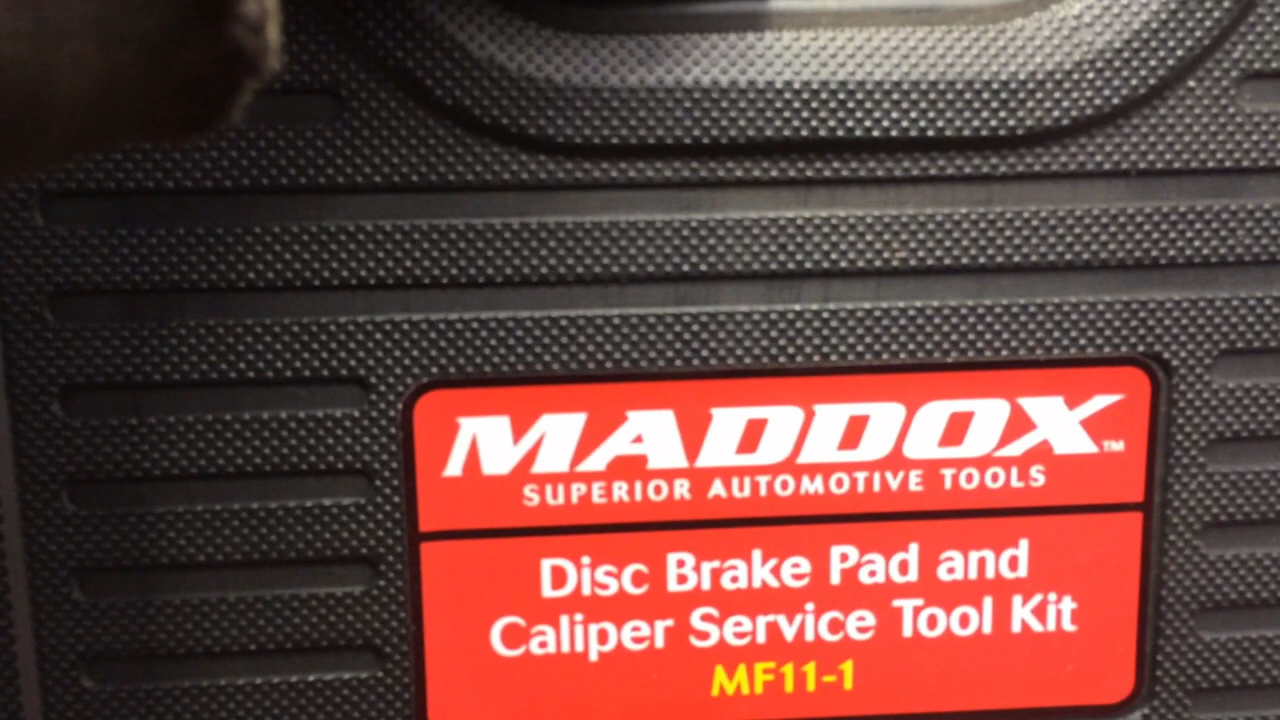 MADDOX™
SUPERIOR AUTOMOTIVE TOOLS
Disc Brake Pad and
Caliper Service Tool Kit
MF11-1